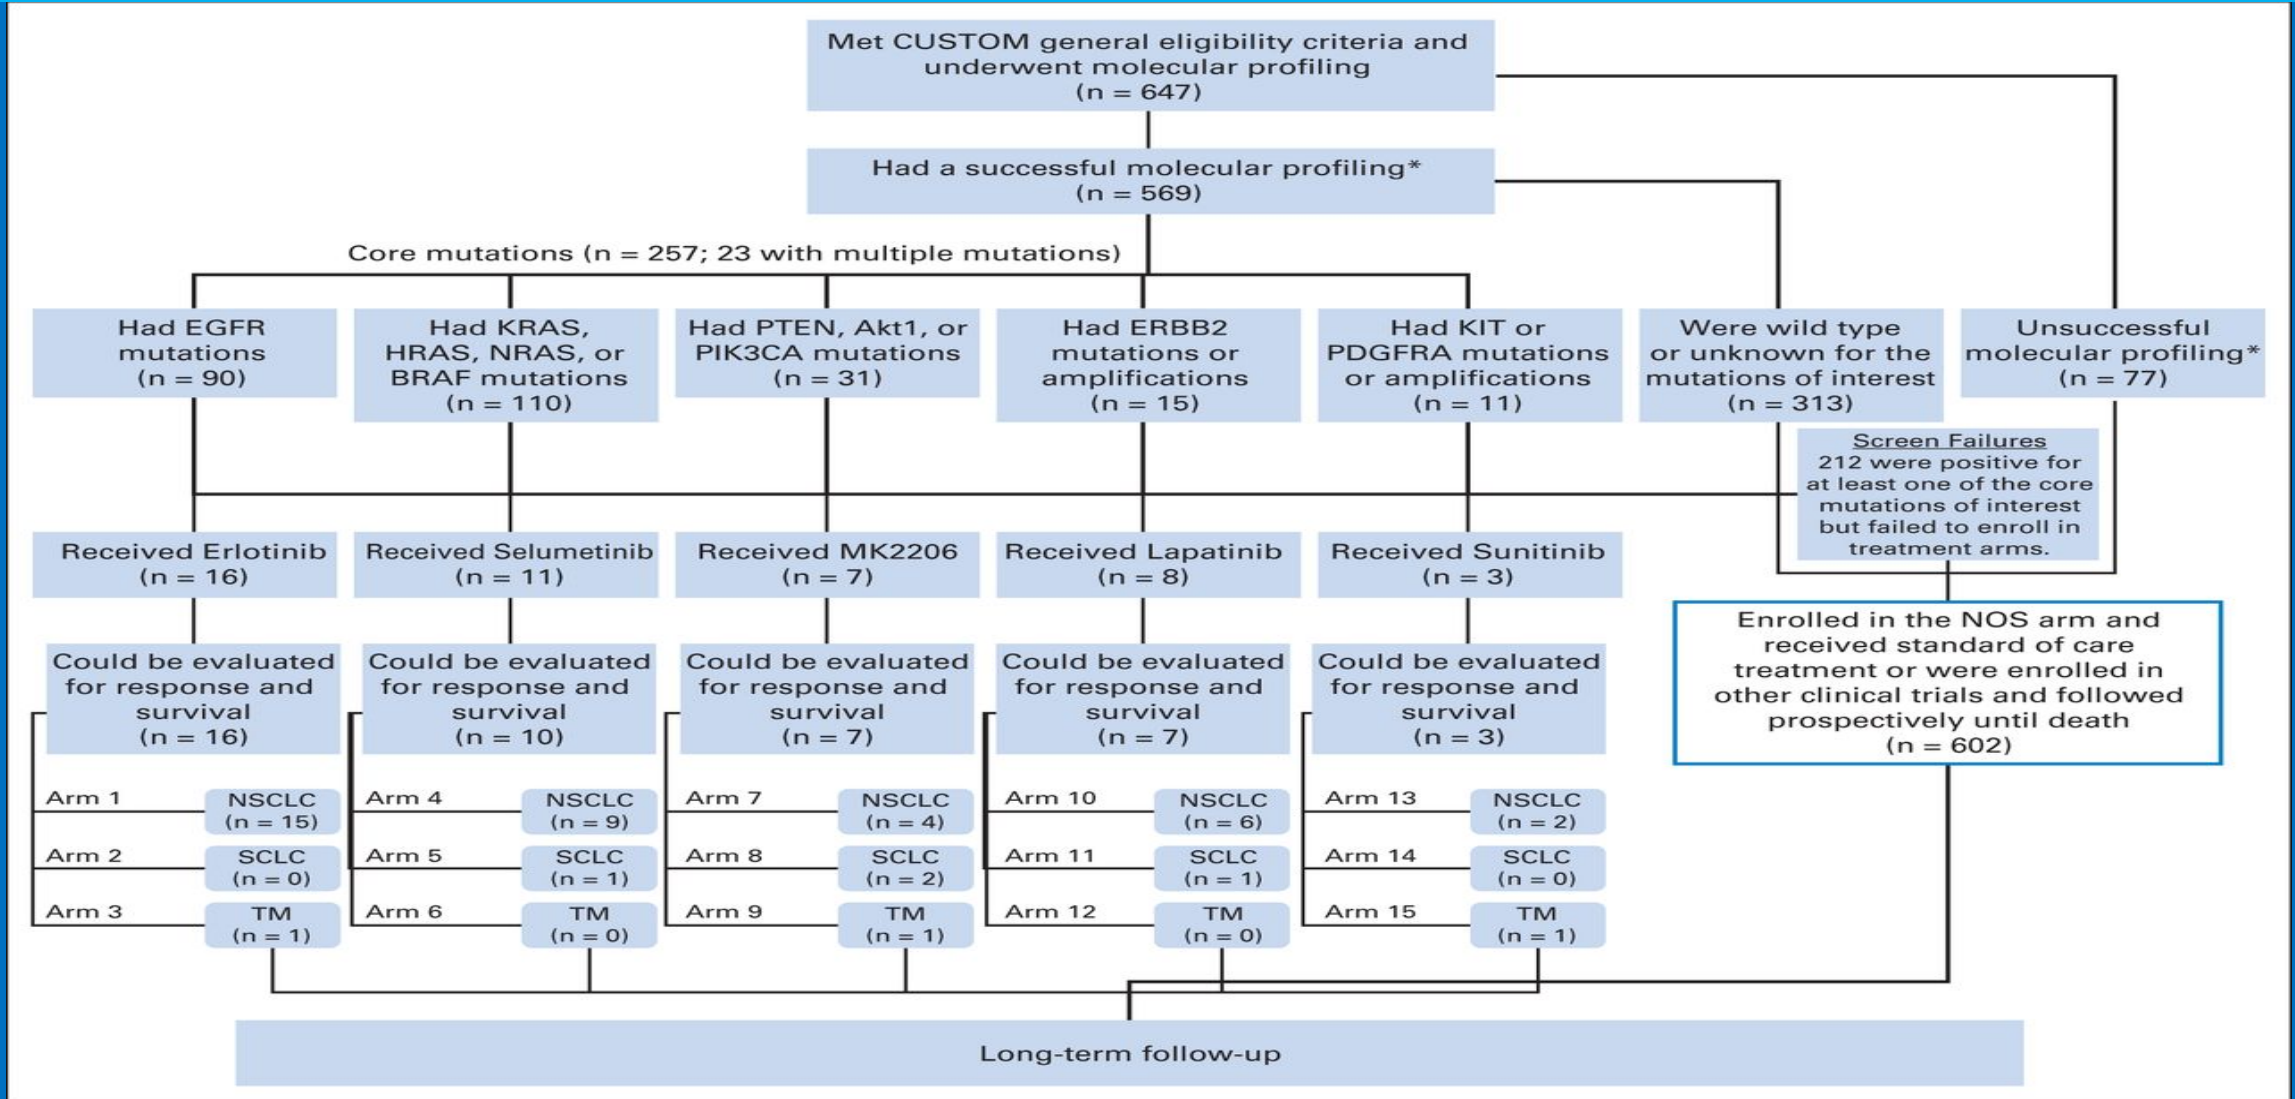 Met CUSTOM general eligibility criteria and
underwent molecular profiling
(n = 647)
Had a successful molecular profiling*
(n = 569)
Core mutations (n = 257; 23 with multiple mutations)
Had EGFR
mutations
(n = 90)
Had KRAS,
HRAS, NRAS, or
BRAF mutations
(n = 110)
Had PTEN, Akt1, or
PIK3CA mutations
(n = 31)
Had ERBB2
mutations or
amplifications
(n = 15)
Had KIT or
PDGFRA mutations
or amplifications
(n = 11)
Were wild type
or unknown for the
mutations of interest
(n = 313)
Unsuccessful
molecular profiling*
(n = 77)
Screen Failures
212 were positive for
at least one of the core
mutations of interest
but failed to enroll in
treatment arms.
Received Erlotinib
(n = 16)
Received Selumetinib
(n = 11)
Received MK2206
(n = 7)
Received Lapatinib
(n = 8)
Received Sunitinib
(n = 3)
Enrolled in the NOS arm and
received standard of care
treatment or were enrolled in
other clinical trials and followed
prospectively until death
(n = 602)
Could be evaluated
for response and
survival
(n = 16)
Could be evaluated
for response and
survival
(n = 10)
Could be evaluated
for response and
survival
(n = 7)
Could be evaluated
for response and
survival
(n = 7)
Could be evaluated
for response and
survival
(n = 3)
Arm 1
NSCLC
(n = 15)
Arm 2
SCLC
(n = 0)
Arm 3
TM
(n = 1)
Arm 4
NSCLC
(n = 9)
Arm 5
SCLC
(n = 1)
Arm 6
TM
(n = 0)
Arm 7
NSCLC
(n = 4)
Arm 8
SCLC
(n = 2)
Arm 9
TM
(n = 1)
Arm 10
NSCLC
(n = 6)
Arm 11
SCLC
(n = 1)
Arm 12
TM
(n = 0)
Arm 13
NSCLC
(n = 2)
Arm 14
SCLC
(n = 0)
Arm 15
TM
(n = 1)
Long-term follow-up